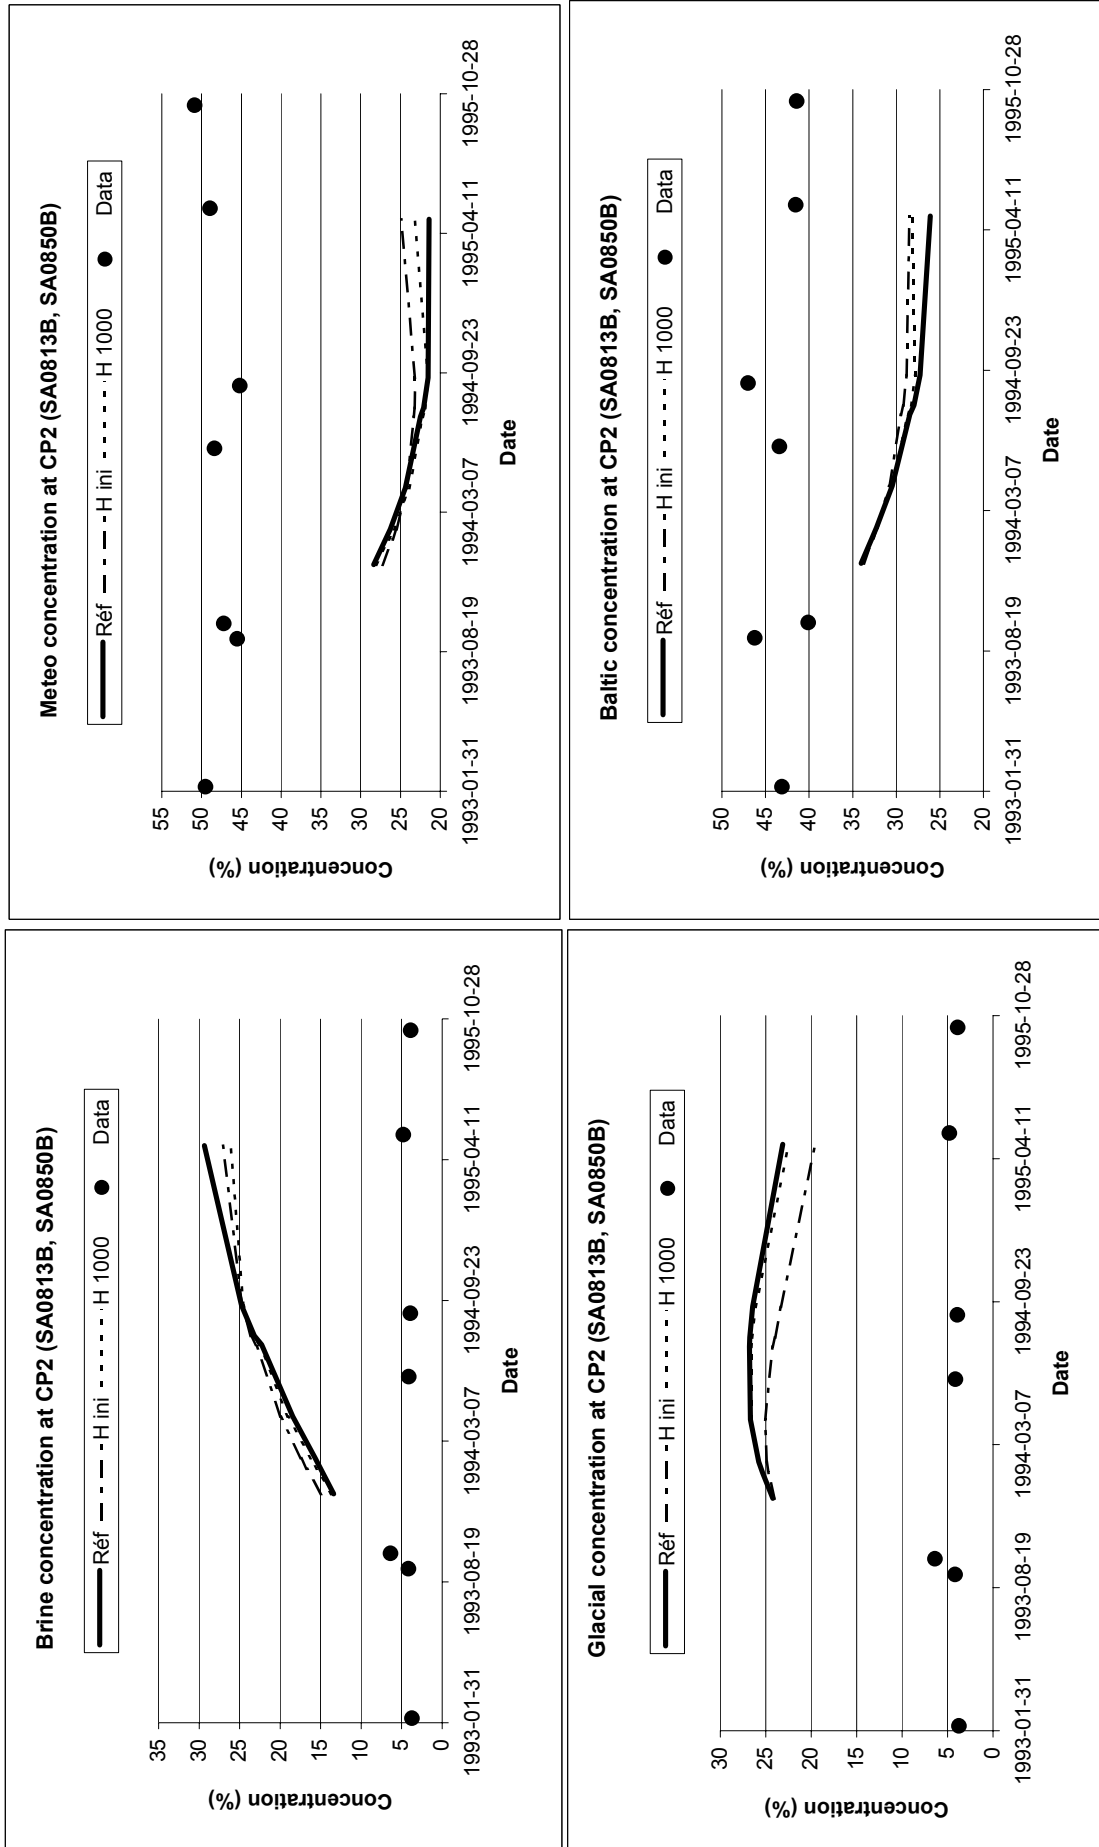 Brine concentration at CP2 (SA0813B, SA0850B)
Réf
H ini
H 1000
Data
35
30
25
20
15
10
5
0
Concentration (%)
1993-01-31
1993-08-19
1994-03-07
1994-09-23
1995-04-11
1995-10-28
Date
Meteo concentration at CP2 (SA0813B, SA0850B)
Réf
H ini
H 1000
Data
55
50
45
40
35
30
25
20
Concentration (%)
1993-01-31
1993-08-19
1994-03-07
1994-09-23
1995-04-11
1995-10-28
Date
Glacial concentration at CP2 (SA0813B, SA0850B)
Réf
H ini
H 1000
Data
30
25
20
15
10
5
0
Concentration (%)
1993-01-31
1993-08-19
1994-03-07
1994-09-23
1995-04-11
1995-10-28
Date
Baltic concentration at CP2 (SA0813B, SA0850B)
Réf
H ini
H 1000
Data
50
45
40
35
30
25
20
Concentration (%)
1993-01-31
1993-08-19
1994-03-07
1994-09-23
1995-04-11
1995-10-28
Date